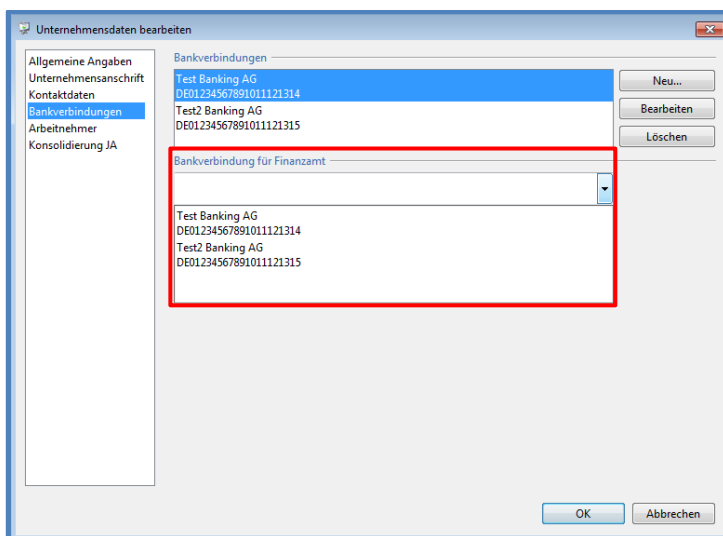 Unternehmensdaten bearbeiten
Allgemeine Angaben
Unternehmensanschrift
Kontaktdaten
Bankverbindungen
Arbeitnehmer
Konsolidierung JA
Bankverbindungen
Test Banking AG
DE01234567891011121314
Test2 Banking AG
DE01234567891011121315
Neu...
Bearbeiten
Löschen
Bankverbindung für Finanzamt
Test Banking AG
DE01234567891011121314
Test2 Banking AG
DE01234567891011121315
OK
Abbrechen